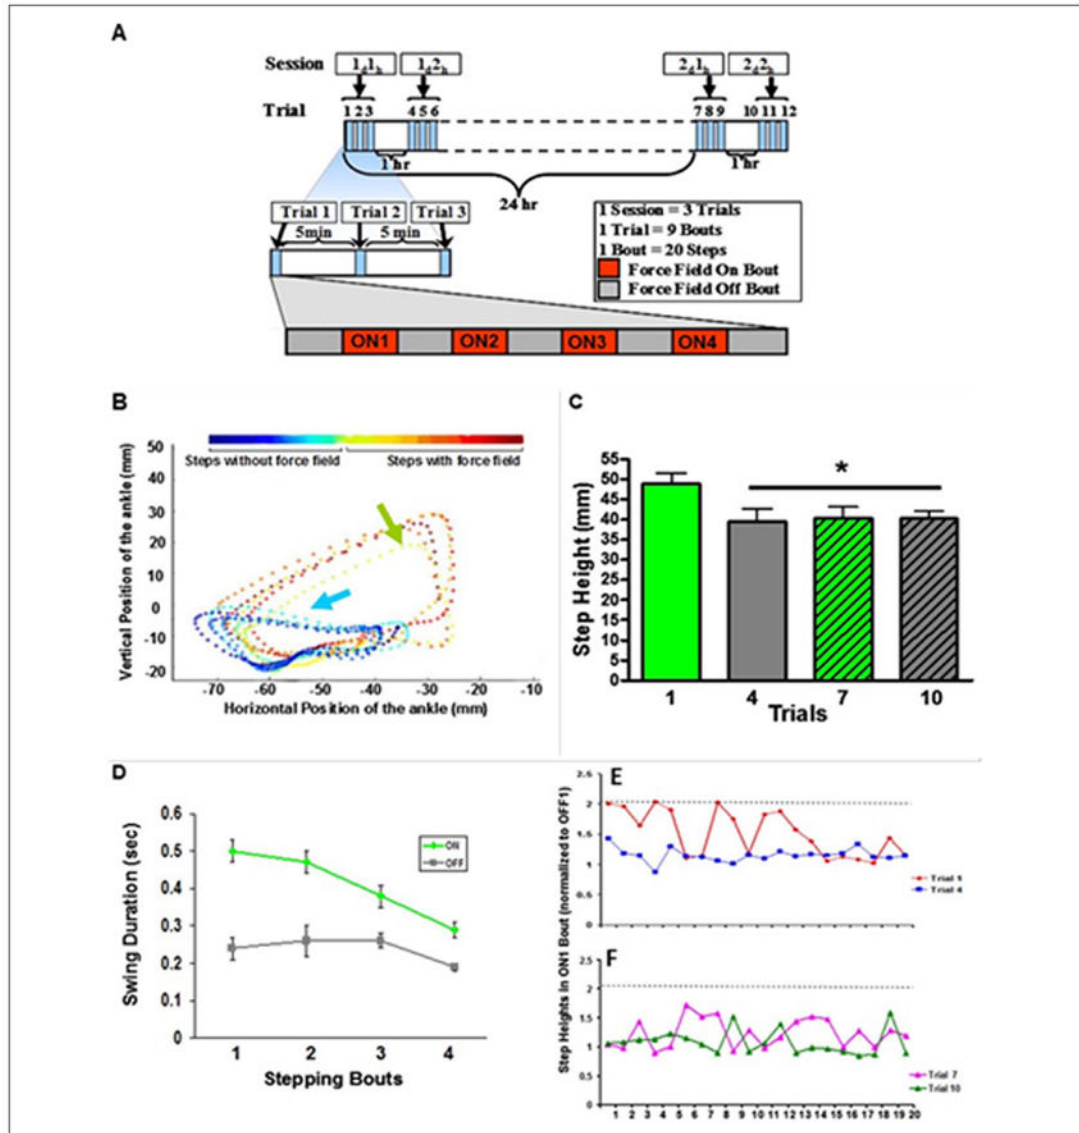 A
Session 1d1h 1d2h 2d1h 2d2h
Trial 1 2 3 4 5 6 7 8 9 10 11 12
1 hr 1 hr
24 hr
Trial 1 Trial 2 Trial 3
5min 5 min
1 Session = 3 Trials
1 Trial = 9 Bouts
1 Bout = 20 Steps
Force Field On Bout
Force Field Off Bout
ON1 ON2 ON3 ON4
B
Steps without force field Steps with force field
50
40
30
20
10
0
-10
-20
Vertical Position of the ankle (mm)
-70 -60 -40 -30 -20 -10
Horizontal Position of the ankle (mm)
C
*
55
50
45
40
35
30
25
20
15
10
5
0
Step Height (mm)
1 4 7 10
Trials
D
0.6
0.5
0.4
0.3
0.2
0.1
0
Swing Duration (sec)
ON
OFF
1 2 3 4
Stepping Bouts
E
2.5
2
1.5
1
0
Trial 1
Trial 4
Step Heights in ON1 Bout (normalized to OFF1)
F
2.5
2
1.5
1
0.5
0
Trial 7
Trial 10
1 2 3 4 5 6 7 8 9 10 11 12 13 14 15 16 17 18 19 20